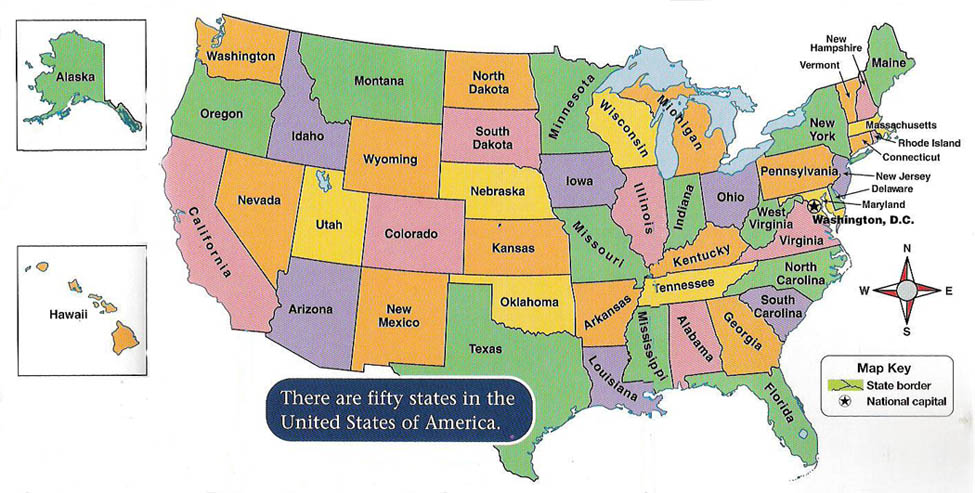 Alaska
Hawaii
Washington
Oregon
California
Idaho
Nevada
Montana
Wyoming
Utah
Arizona
Colorado
New
Mexico
North
Dakota
South
Dakota
Nebraska
Kansas
Oklahoma
Texas
Minnesota
Iowa
Missouri
Arkansas
Louisiana
Wisconsin
Illinois
Michigan
Indiana
Ohio
Kentucky
Tennessee
Mississippi
Alabama
Georgia
Florida
South
Carolina
North
Carolina
Virginia
West
Virginia
Pennsylvania
New
York
Vermont
New
Hampshire
Maine
Massachusetts
Rhode Island
Connecticut
New Jersey
Delaware
Maryland
Washington, D.C.
N
W
E
S
Map Key
State border
National capital
There are fifty states in the
United States of America.